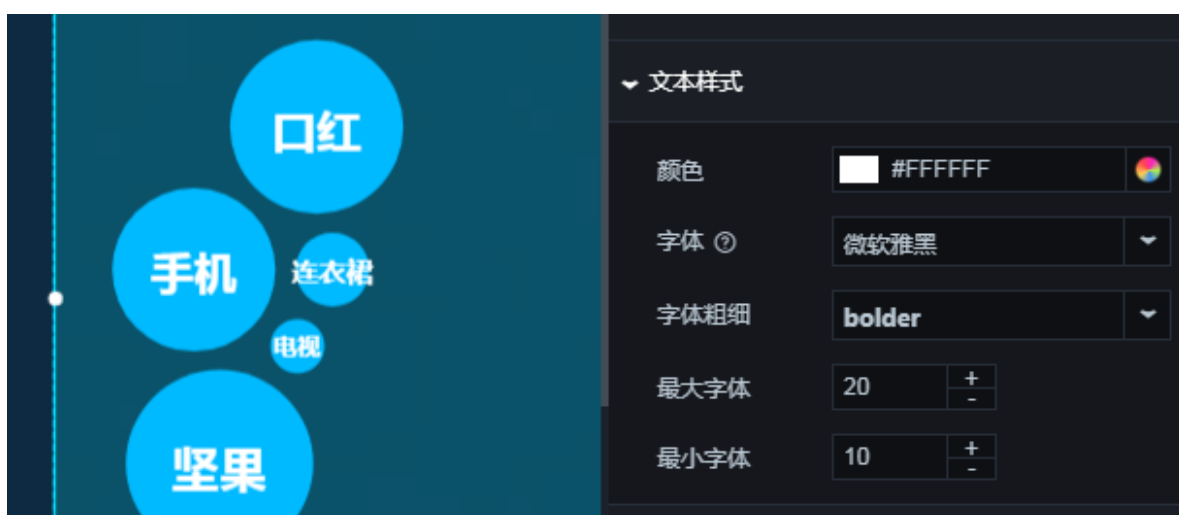 口红
手机
连衣裙
电视
坚果
文本样式
颜色 #FFFFFF
字体 微软雅黑
字体粗细 bolder
最大字体 20 + -
最小字体 10 + -